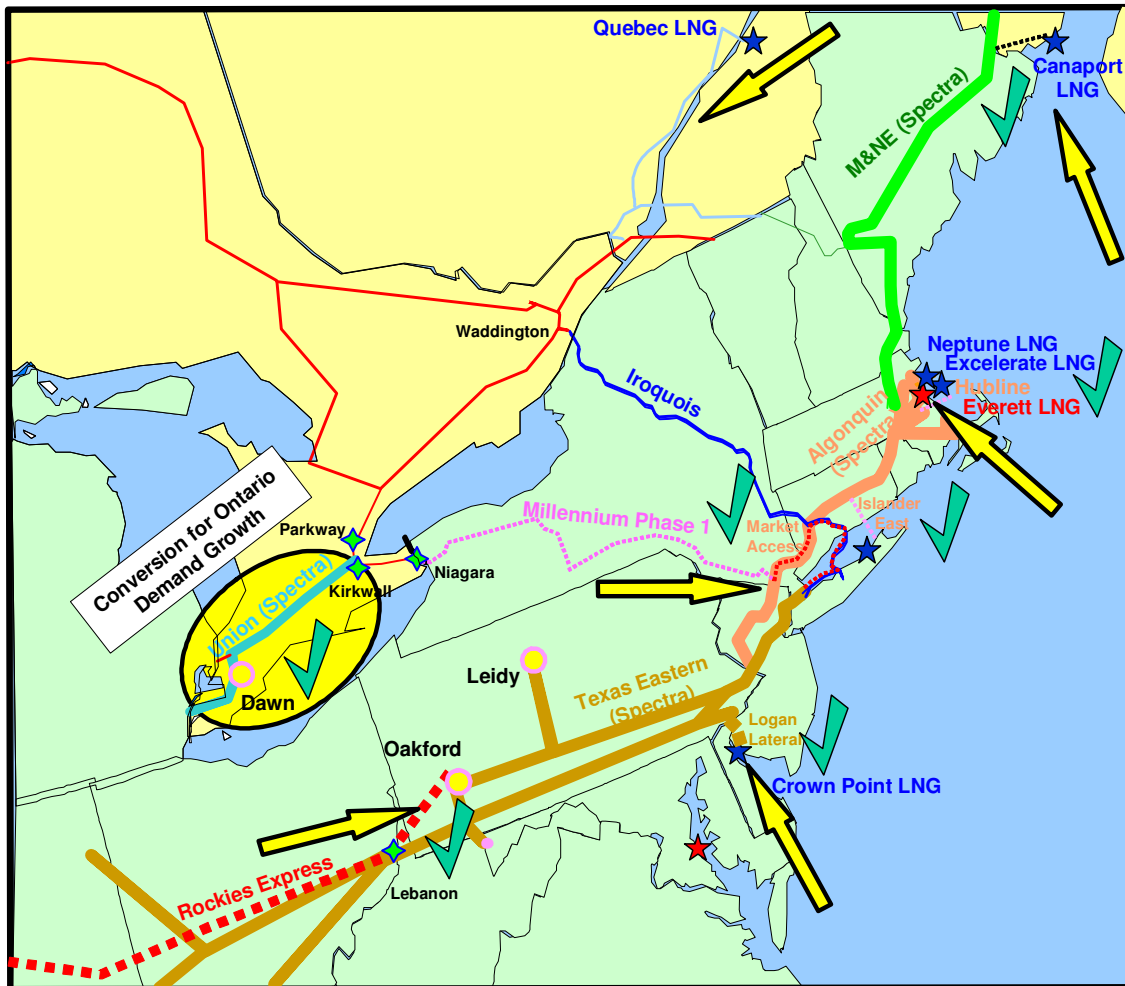 Quebec LNG
Canaport
LNG
M&NE (Spectra)
Waddington
Neptune LNG
Excelerate LNG
Hubline
Everett LNG
Iroquois
Algonquin
(Spectra)
Conversion for Ontario
Demand Growth
Parkway
Kirkwall
Niagara
Millennium Phase 1
Market
Access
Islander
East
Union (Spectra)
Dawn
Leidy
Texas Eastern
(Spectra)
Oakford
Logan
Lateral
Crown Point LNG
Rockies Express
Lebanon